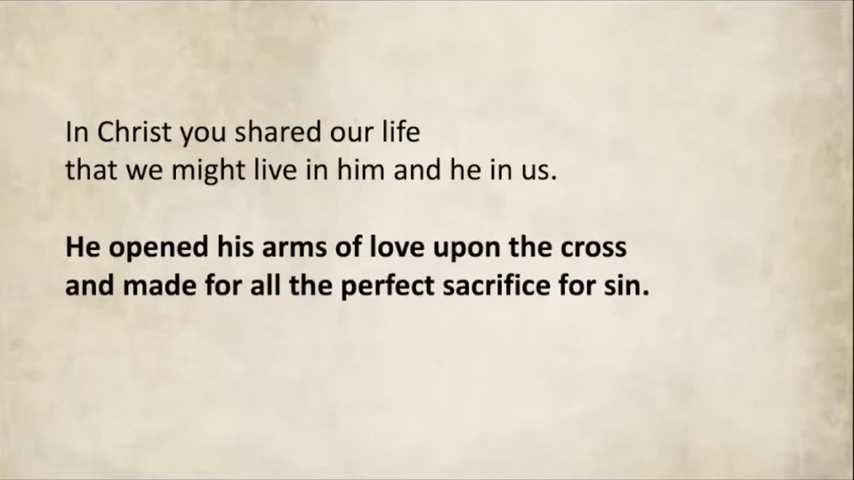 In Christ you shared our life
that we might live in him and he in us.
He opened his arms of love upon the cross
and made for all the perfect sacrifice for sin.